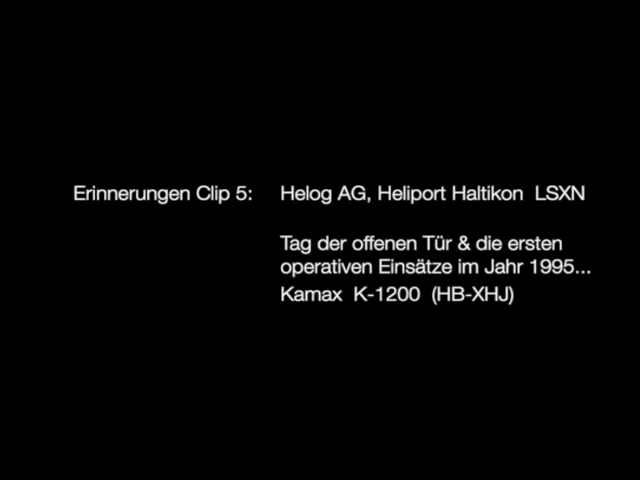 Erinnerungen Clip 5: Helog AG, Heliport Haltikon LSXN
Tag der offenen Tür & die ersten
operativen Einsätze im Jahr 1995...
Kamax K-1200 (HB-XHJ)